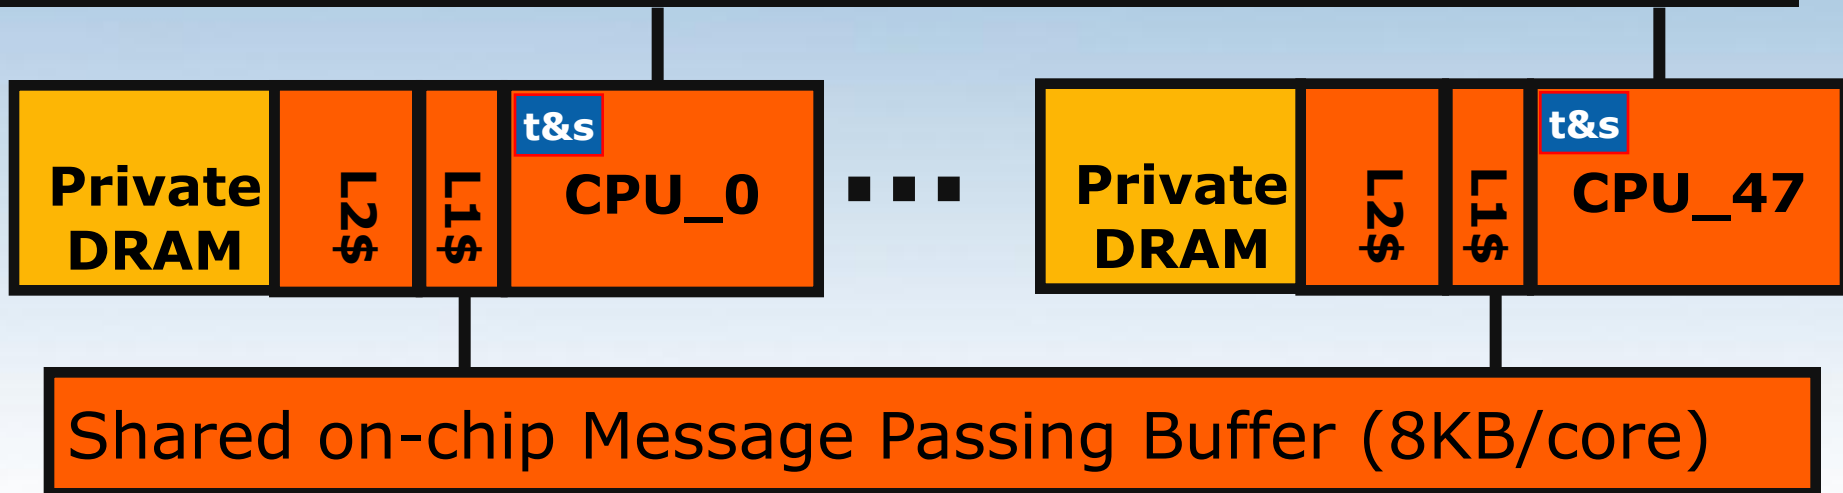 t&s
Private
DRAM
L2$
L1$
CPU_0
...
t&s
Private
DRAM
L2$
L1$
CPU_47
Shared on-chip Message Passing Buffer (8KB/core)